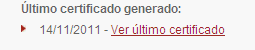 Último certificado generado:
14/11/2011 - Ver último certificado